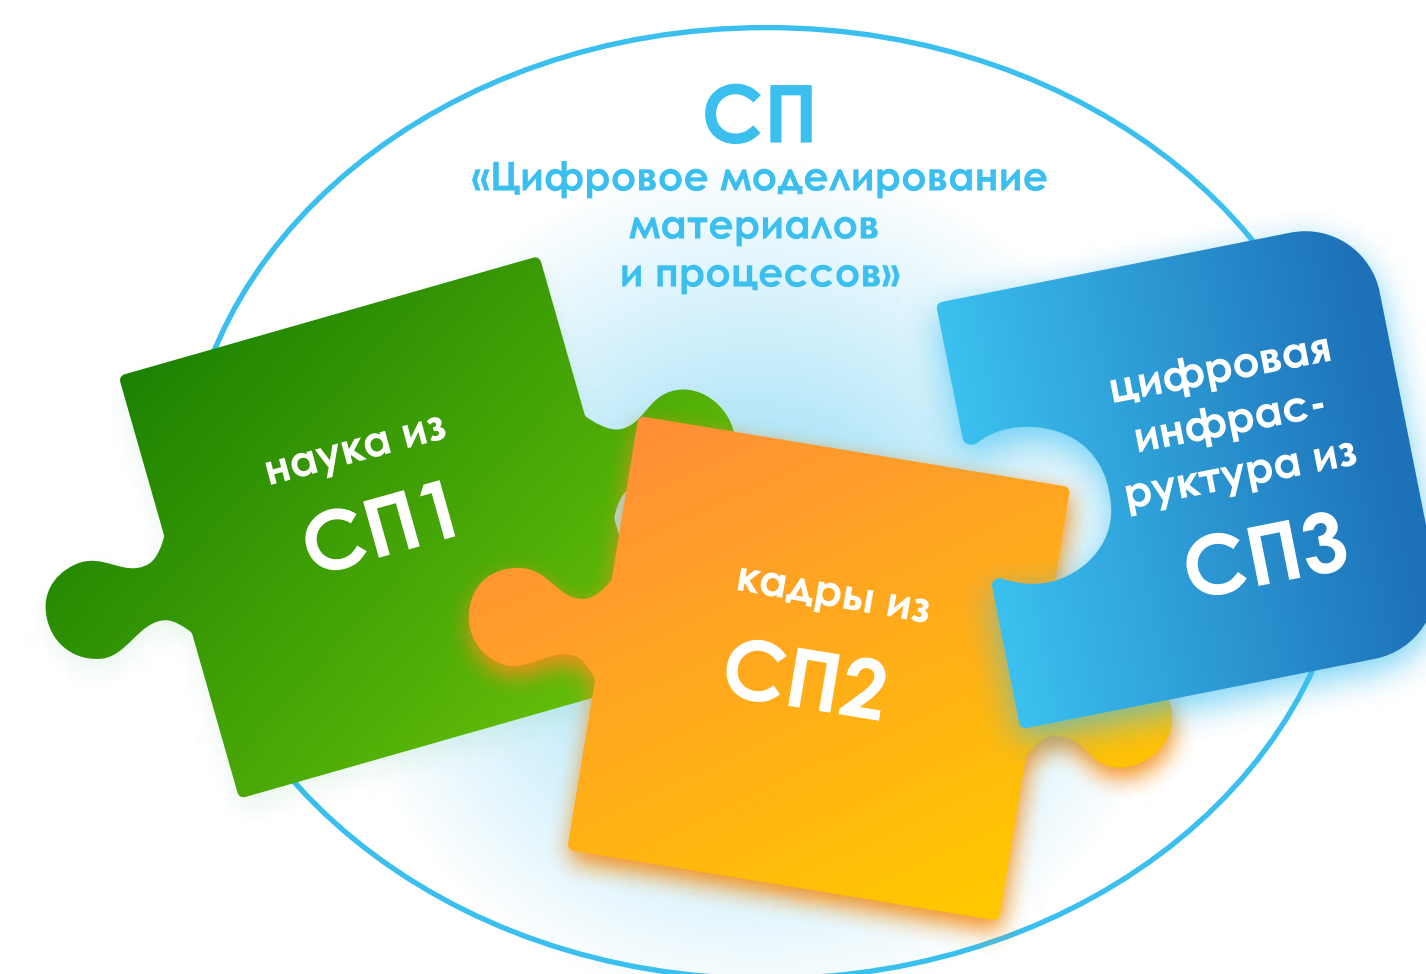 СП
«Цифровое моделирование
материалов
и процессов»
наука из
СП1
кадры из
СП2
цифровая
инфрас-
руктура из
СП3